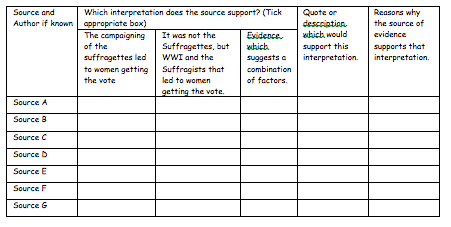 Source and
Author if known
Which interpretation does the source support? (Tick
appropriate box)
Quote or
description
which would
support this
interpretation.
Reasons why
the source of
evidence
supports that
interpretation.
The campaigning
of the
suffragettes led
to women getting
the vote
It was not the
Suffragettes, but
WWI and the
Suffragists that
led to women
getting the vote.
Evidence
which
suggests a
combination
of factors.
Source A
Source B
Source C
Source D
Source E
Source F
Source G